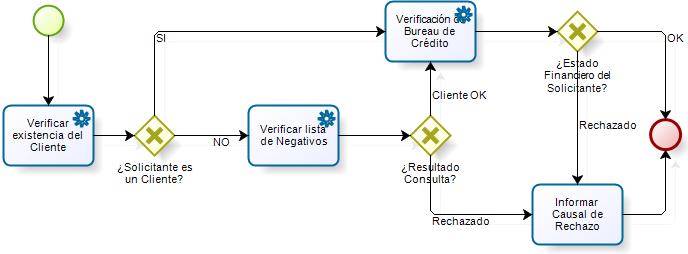 Verificar
existencia del
Cliente
¿Solicitante es
un Cliente?
SI
NO
Verificar lista
de Negativos
¿Resultado
Consulta?
Cliente OK
Rechazado
Verificación de
Bureau de
Crédito
¿Estado
Financiero del
Solicitante?
OK
Rechazado
Informar
Causal de
Rechazo